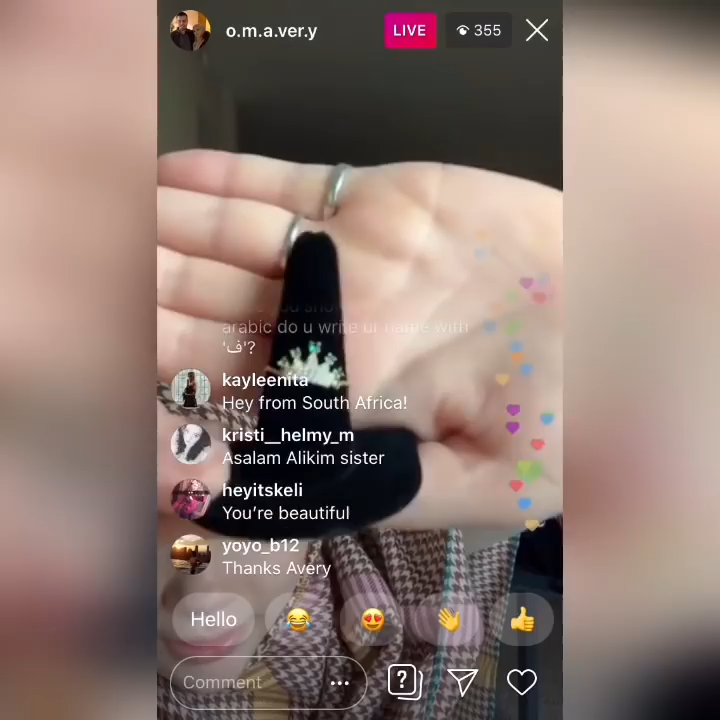 o.m.a.ver.y
LIVE
355
arabic do u write ur name with
'ف'?
kayleenita
Hey from South Africa!
kristi__helmy_m
Asalam Alikim sister
heyitskeli
You're beautiful
yoyo_b12
Thanks Avery
Hello
Comment